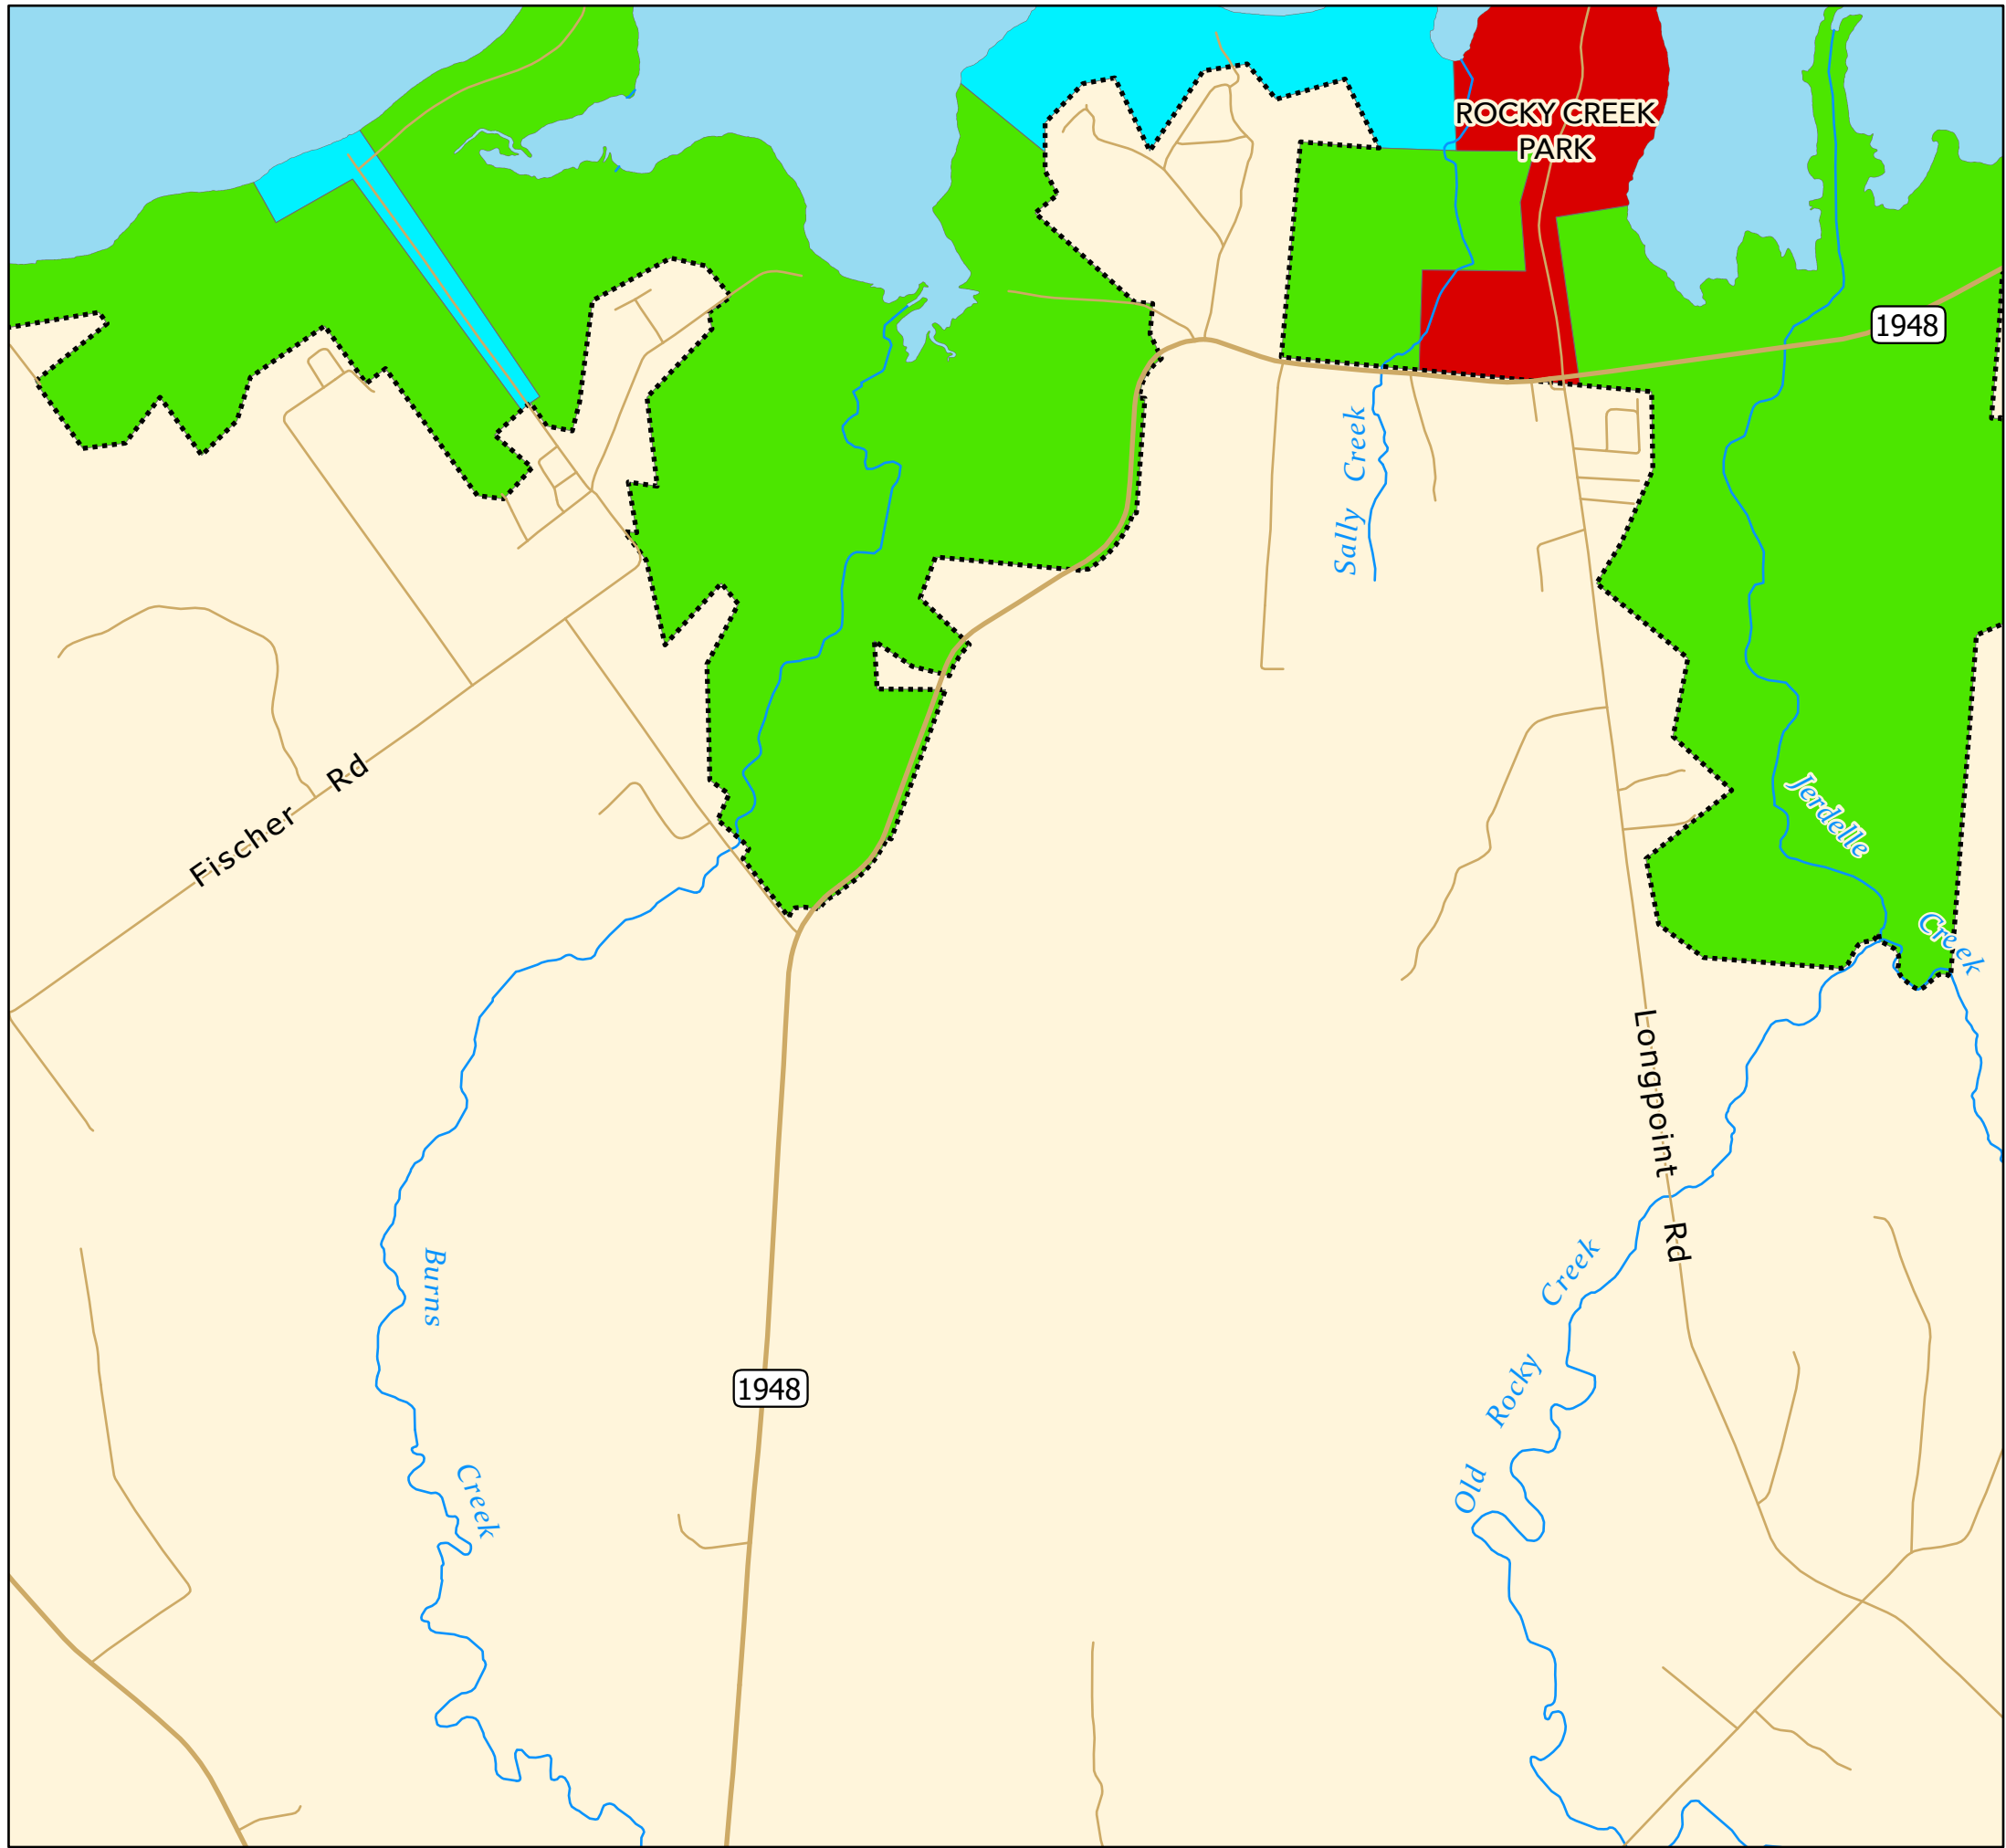 ROCKY CREEK
PARK
1948
Sally Creek
Fischer Rd
Jerdelle Creek
Longpoint Rd
Burns Creek
Old Rocky Creek
1948